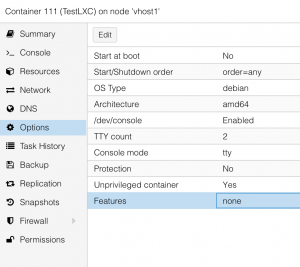 Container 111 (TestLXC) on node 'vhost1'
Summary
Console
Resources
Network
DNS
Options
Task History
Backup
Replication
Snapshots
Firewall
Permissions
Edit
Start at boot No
Start/Shutdown order order=any
OS Type debian
Architecture amd64
/dev/console Enabled
TTY count 2
Console mode tty
Protection No
Unprivileged container Yes
Features none